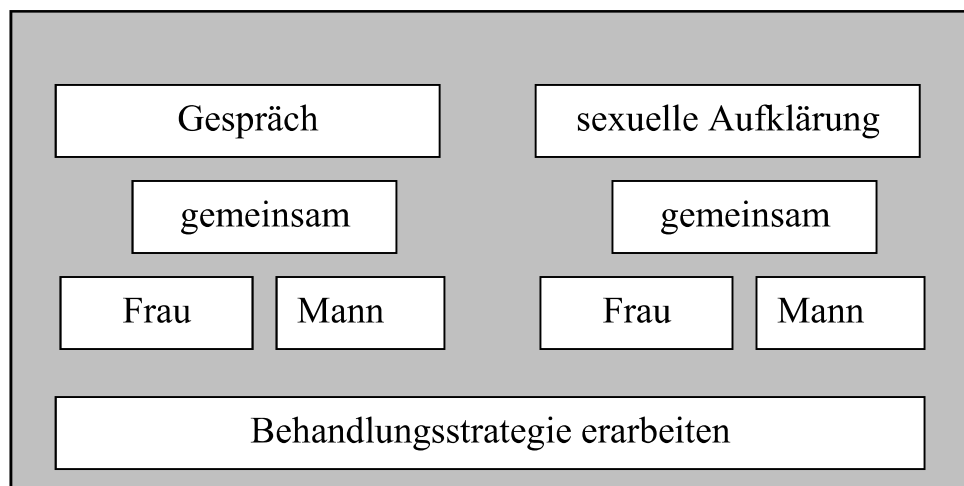 Gespräch
sexuelle Aufklärung
gemeinsam
gemeinsam
Frau
Mann
Frau
Mann
Behandlungsstrategie erarbeiten